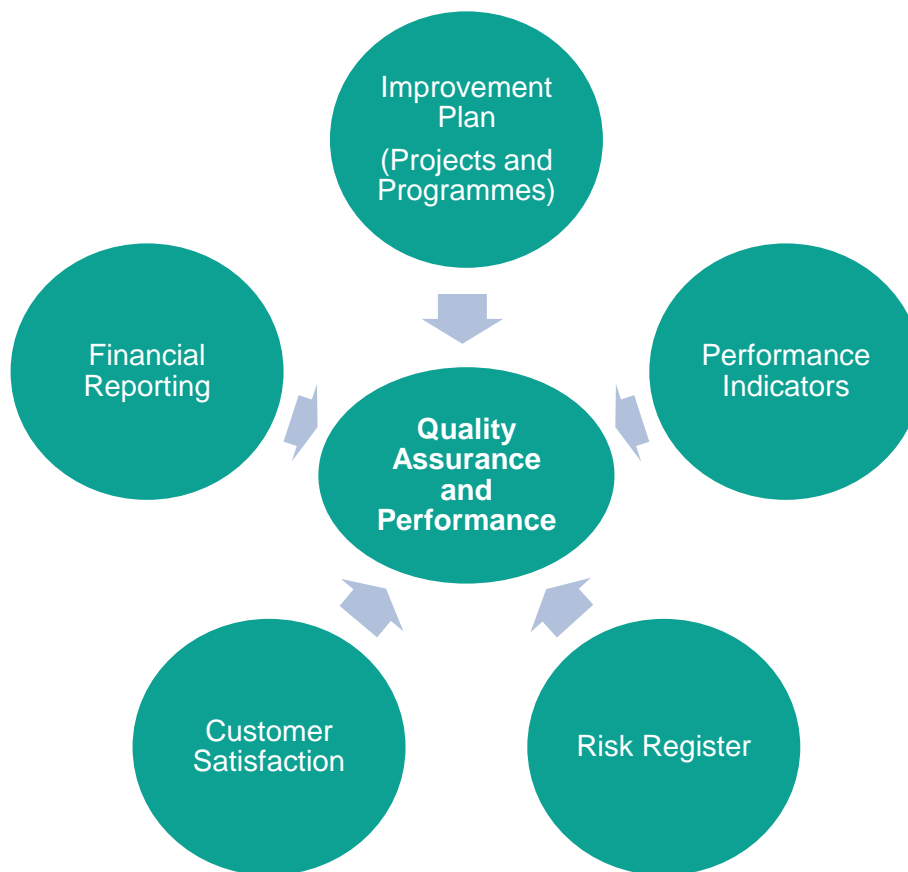 Improvement
Plan
(Projects and
Programmes)
Financial
Reporting
Performance
Indicators
Quality
Assurance
and
Performance
Customer
Satisfaction
Risk Register